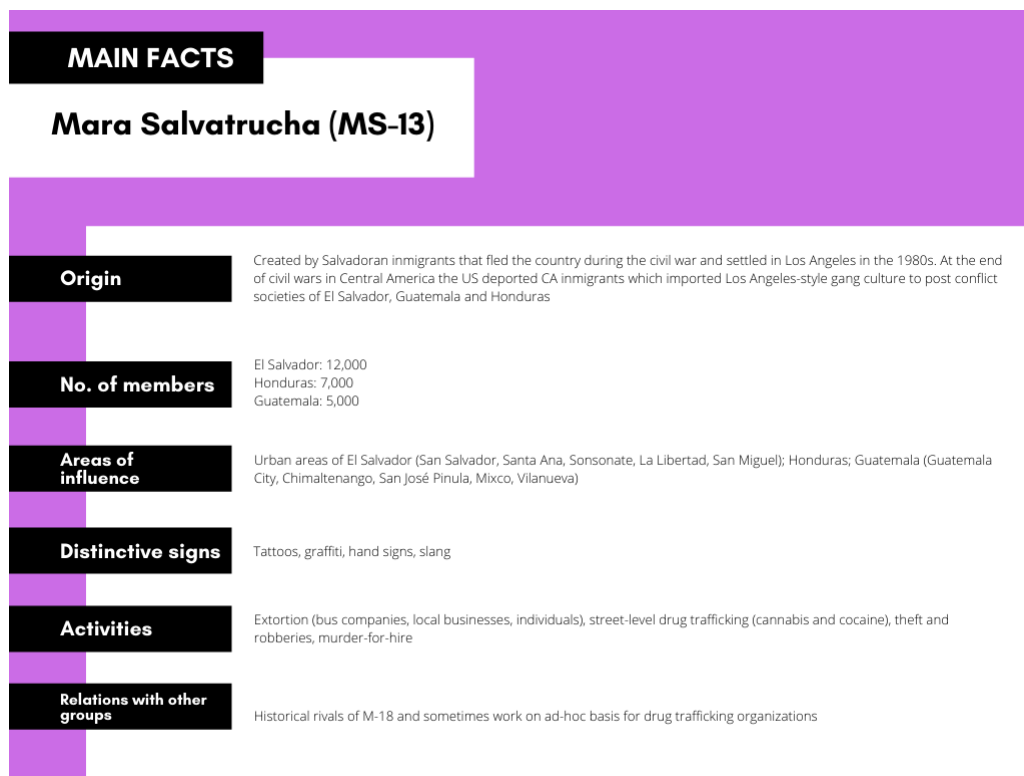 MAIN FACTS
Mara Salvatrucha (MS-13)
Origin
Created by Salvadoran inmigrants that fled the country during the civil war and settled in Los Angeles in the 1980s. At the end
of civil wars in Central America the US deported CA inmigrants which imported Los Angeles-style gang culture to post conflict
societies of El Salvador, Guatemala and Honduras
No. of members
El Salvador: 12,000
Honduras: 7,000
Guatemala: 5,000
Areas of
influence
Urban areas of El Salvador (San Salvador, Santa Ana, Sonsonate, La Libertad, San Miguel); Honduras; Guatemala (Guatemala
City, Chimaltenango, San José Pinula, Mixco, Vilanueva)
Distinctive signs
Tattoos, graffiti, hand signs, slang
Activities
Extortion (bus companies, local businesses, individuals), street-level drug trafficking (cannabis and cocaine), theft and
robberies, murder-for-hire
Relations with other
groups
Historical rivals of M-18 and sometimes work on ad-hoc basis for drug trafficking organizations